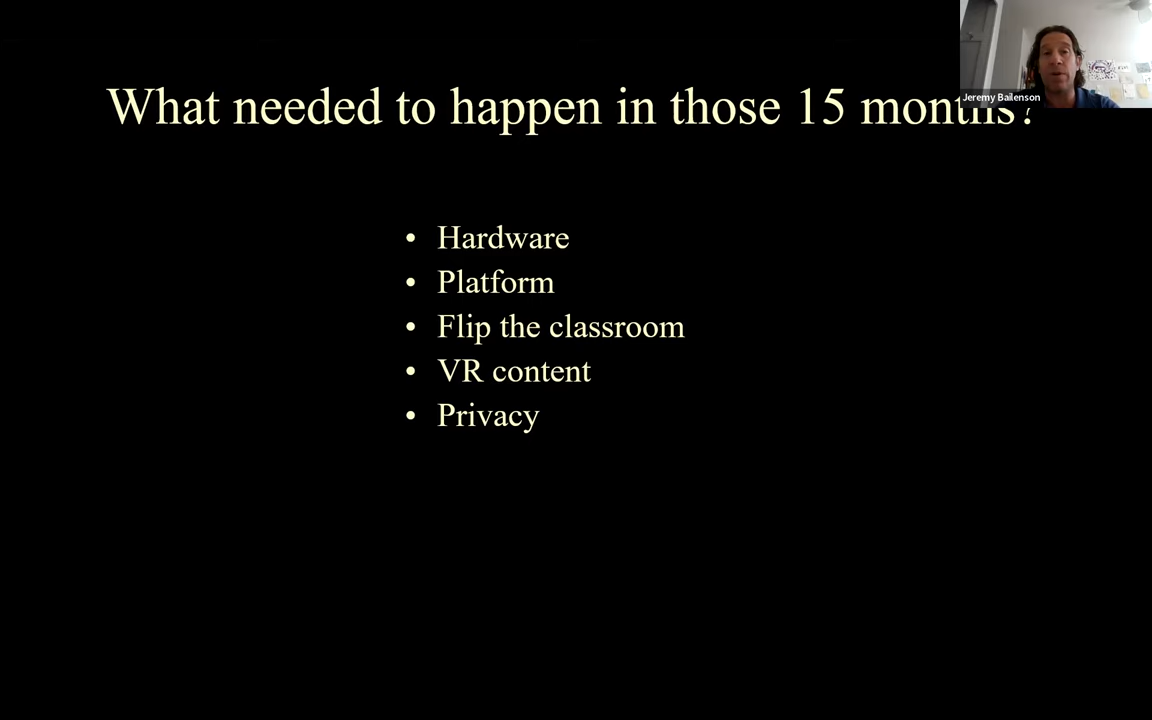 What needed to happen in those 15 months?
Jeremy Bailenson
• Hardware
• Platform
• Flip the classroom
• VR content
• Privacy